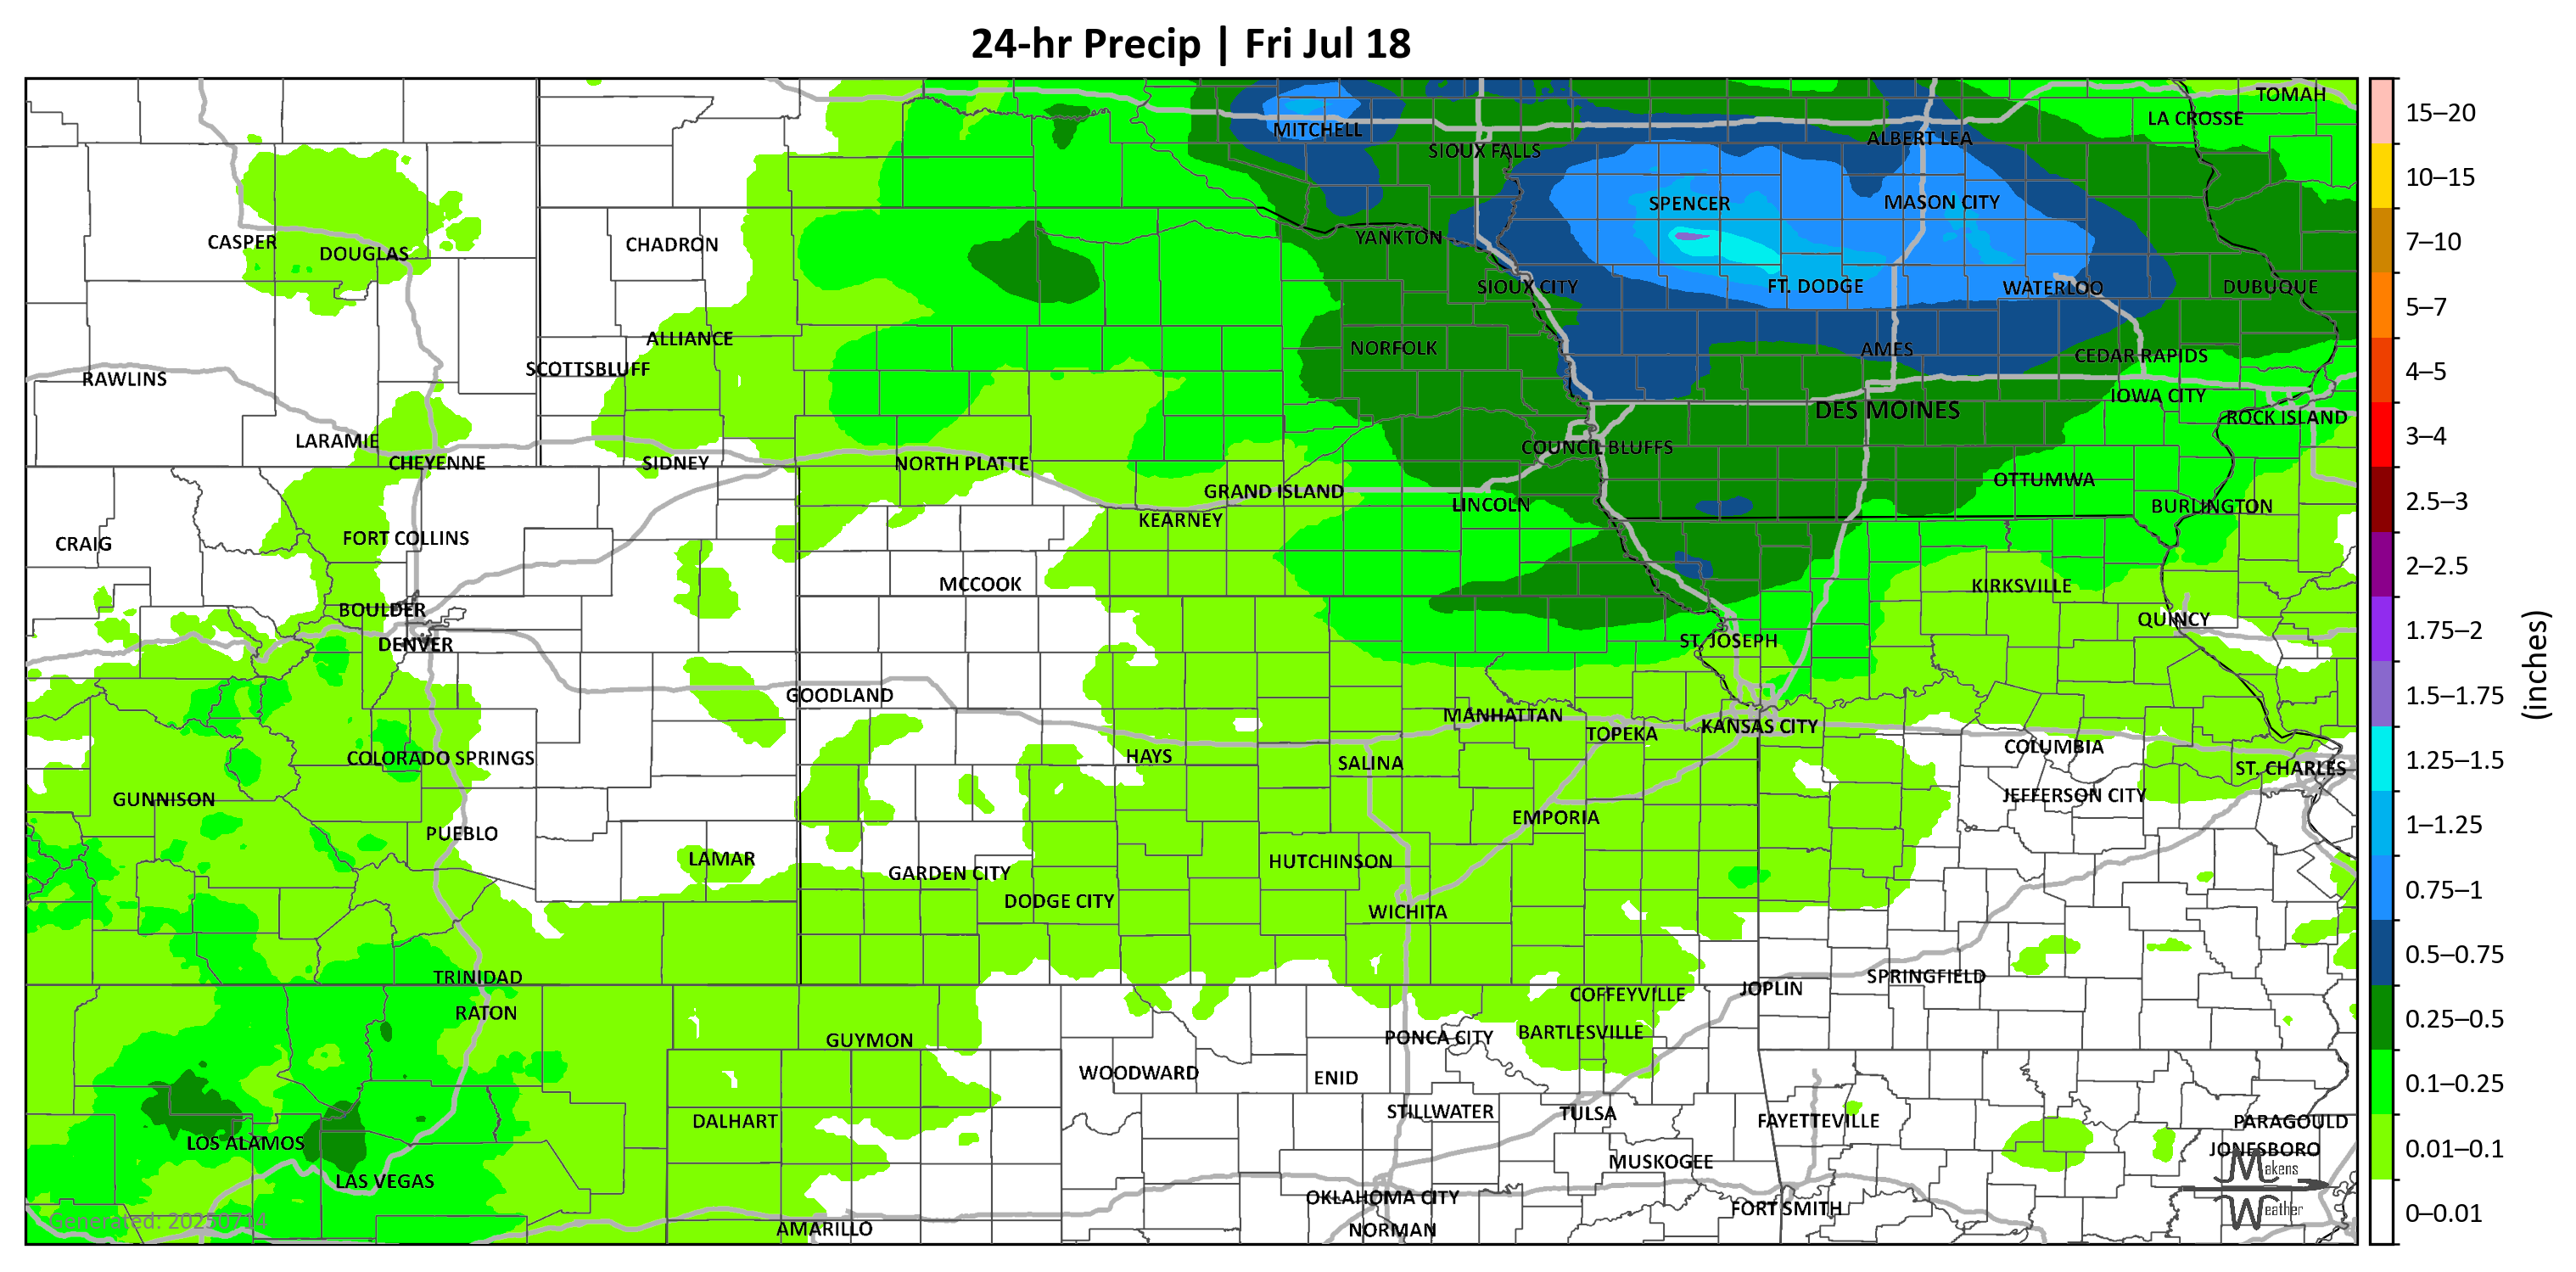 24-hr Precip | Fri Jul 18
TOMAH
LA CROSSE
MITCHELL
ALBERT LEA
SIOUX FALLS
SPENCER
MASON CITY
YANKTON
CASPER
DOUGLAS
CHADRON
SIOUX CITY
FT. DODGE
WATERLOO
DUBUQUE
ALLIANCE
NORFOLK
AMES
CEDAR RAPIDS
SCOTTSBLUFF
RAWLINS
IOWA CITY
DES MOINES
ROCK ISLAND
LARAMIE
COUNCIL BLUFFS
CHEYENNE
SIDNEY
NORTH PLATTE
OTTUMWA
GRAND ISLAND
LINCOLN
BURLINGTON
KEARNEY
CRAIG
FORT COLLINS
MCCOOK
KIRKSVILLE
BOULDER
QUINCY
DENVER
ST. JOSEPH
GOODLAND
MANHATTAN
TOPEKA
KANSAS CITY
COLUMBIA
COLORADO SPRINGS
HAYS
SALINA
ST. CHARLES
GUNNISON
JEFFERSON CITY
EMPORIA
PUEBLO
LAMAR
HUTCHINSON
GARDEN CITY
DODGE CITY
WICHITA
TRINIDAD
SPRINGFIELD
JOPLIN
COFFEYVILLE
RATON
GUYMON
PONCA CITY
BARTLESVILLE
WOODWARD
ENID
STILLWATER
TULSA
DALHART
FAYETTEVILLE
PARAGOULD
LOS ALAMOS
JONESBORO
MUSKOGEE
LAS VEGAS
OKLAHOMA CITY
FORT SMITH
AMARILLO
NORMAN
Makens
Weather
Generated: 20250714
15–20
10–15
7–10
5–7
4–5
3–4
2.5–3
2–2.5
1.75–2
1.5–1.75
1.25–1.5
1–1.25
0.75–1
0.5–0.75
0.25–0.5
0.1–0.25
0.01–0.1
0–0.01
(inches)